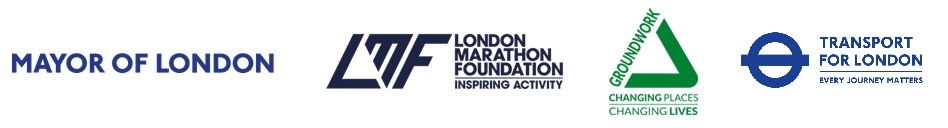 MAYOR OF LONDON
LMF
LONDON
MARATHON
FOUNDATION
INSPIRING ACTIVITY
GROUNDWORK
CHANGING PLACES
CHANGING LIVES
TRANSPORT
FOR LONDON
EVERY JOURNEY MATTERS